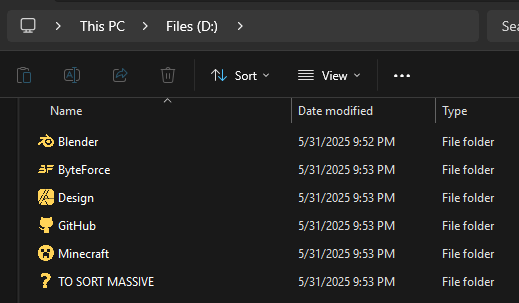 This PC > Files (D:) > Sea
Sort View ...
Name Date modified Type
Blender 5/31/2025 9:52 PM File folder
BF ByteForce 5/31/2025 9:53 PM File folder
Design 5/31/2025 9:53 PM File folder
GitHub 5/31/2025 9:53 PM File folder
Minecraft 5/31/2025 9:53 PM File folder
? TO SORT MASSIVE 5/31/2025 9:53 PM File folder